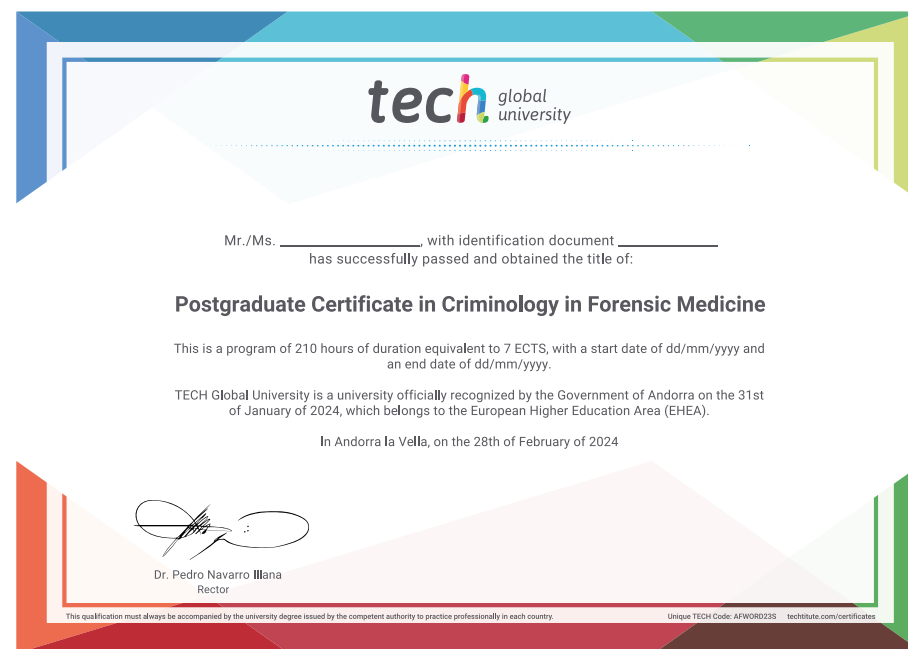 tech global university
Mr./Ms. ____________________, with identification document ______________
has successfully passed and obtained the title of:
Postgraduate Certificate in Criminology in Forensic Medicine
This is a program of 210 hours of duration equivalent to 7 ECTS, with a start date of dd/mm/yyyy and
an end date of dd/mm/yyyy.
TECH Global University is a university officially recognized by the Government of Andorra on the 31st
of January of 2024, which belongs to the European Higher Education Area (EHEA).
In Andorra la Vella, on the 28th of February of 2024
Dr. Pedro Navarro Illana
Rector
This qualification must always be accompanied by the university degree issued by the competent authority to practice professionally in each country.
Unique TECH Code: AFWORD23S techtitute.com/certificates